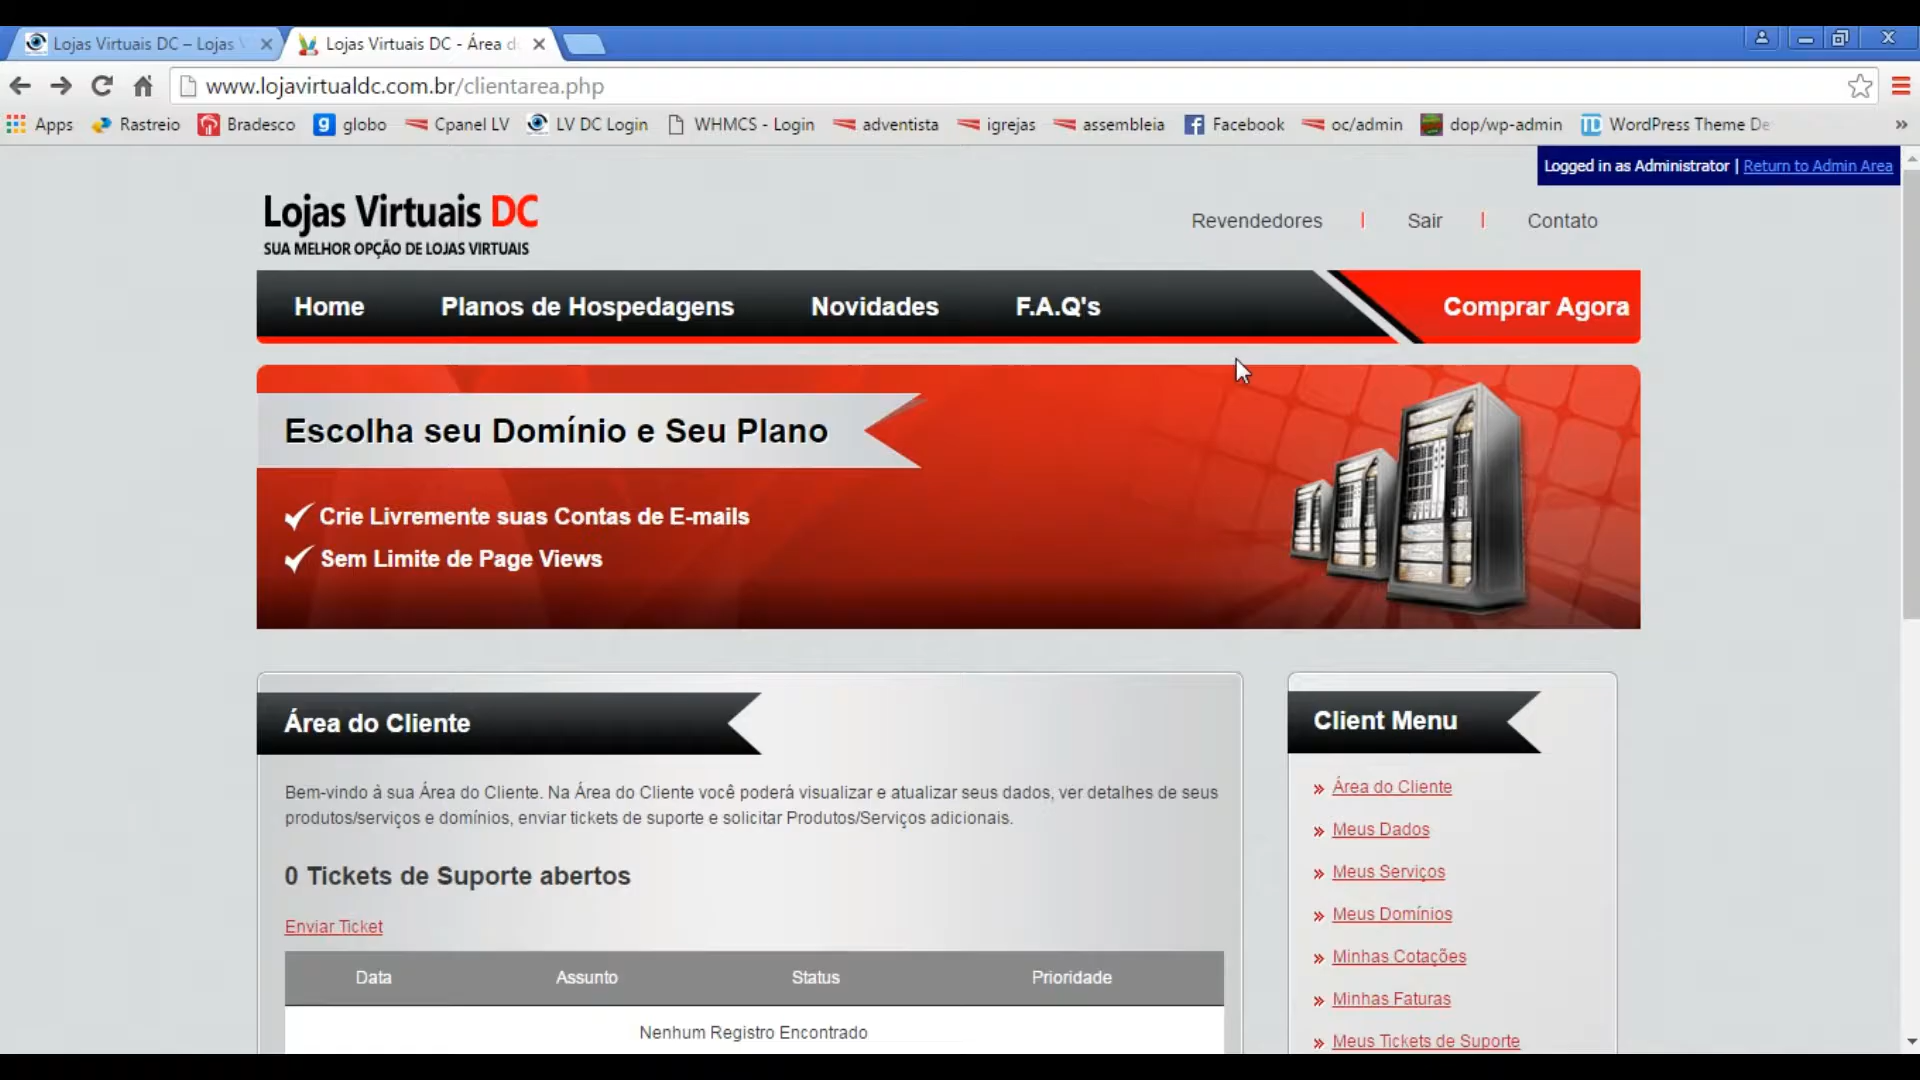 Lojas Virtuais DC – Lojas V
Lojas Virtuais DC - Área do
www.lojavirtualdc.com.br/clientarea.php
Apps Rastreio Bradesco globo Cpanel LV LV DC Login WHMCS - Login adventista igrejas assembleia Facebook oc/admin dop/wp-admin WordPress Theme De »
Logged in as Administrator | Return to Admin Area
Lojas Virtuais DC
SUA MELHOR OPÇÃO DE LOJAS VIRTUAIS
Revendedores | Sair | Contato
Home Planos de Hospedagens Novidades F.A.Q's Comprar Agora
Escolha seu Domínio e Seu Plano
Crie Livremente suas Contas de E-mails
Sem Limite de Page Views
Área do Cliente
Bem-vindo à sua Área do Cliente. Na Área do Cliente você poderá visualizar e atualizar seus dados, ver detalhes de seus
produtos/serviços e domínios, enviar tickets de suporte e solicitar Produtos/Serviços adicionais.
0 Tickets de Suporte abertos
Enviar Ticket
Data Assunto Status Prioridade
Nenhum Registro Encontrado
Client Menu
» Área do Cliente
» Meus Dados
» Meus Serviços
» Meus Domínios
» Minhas Cotações
» Minhas Faturas
» Meus Tickets de Suporte